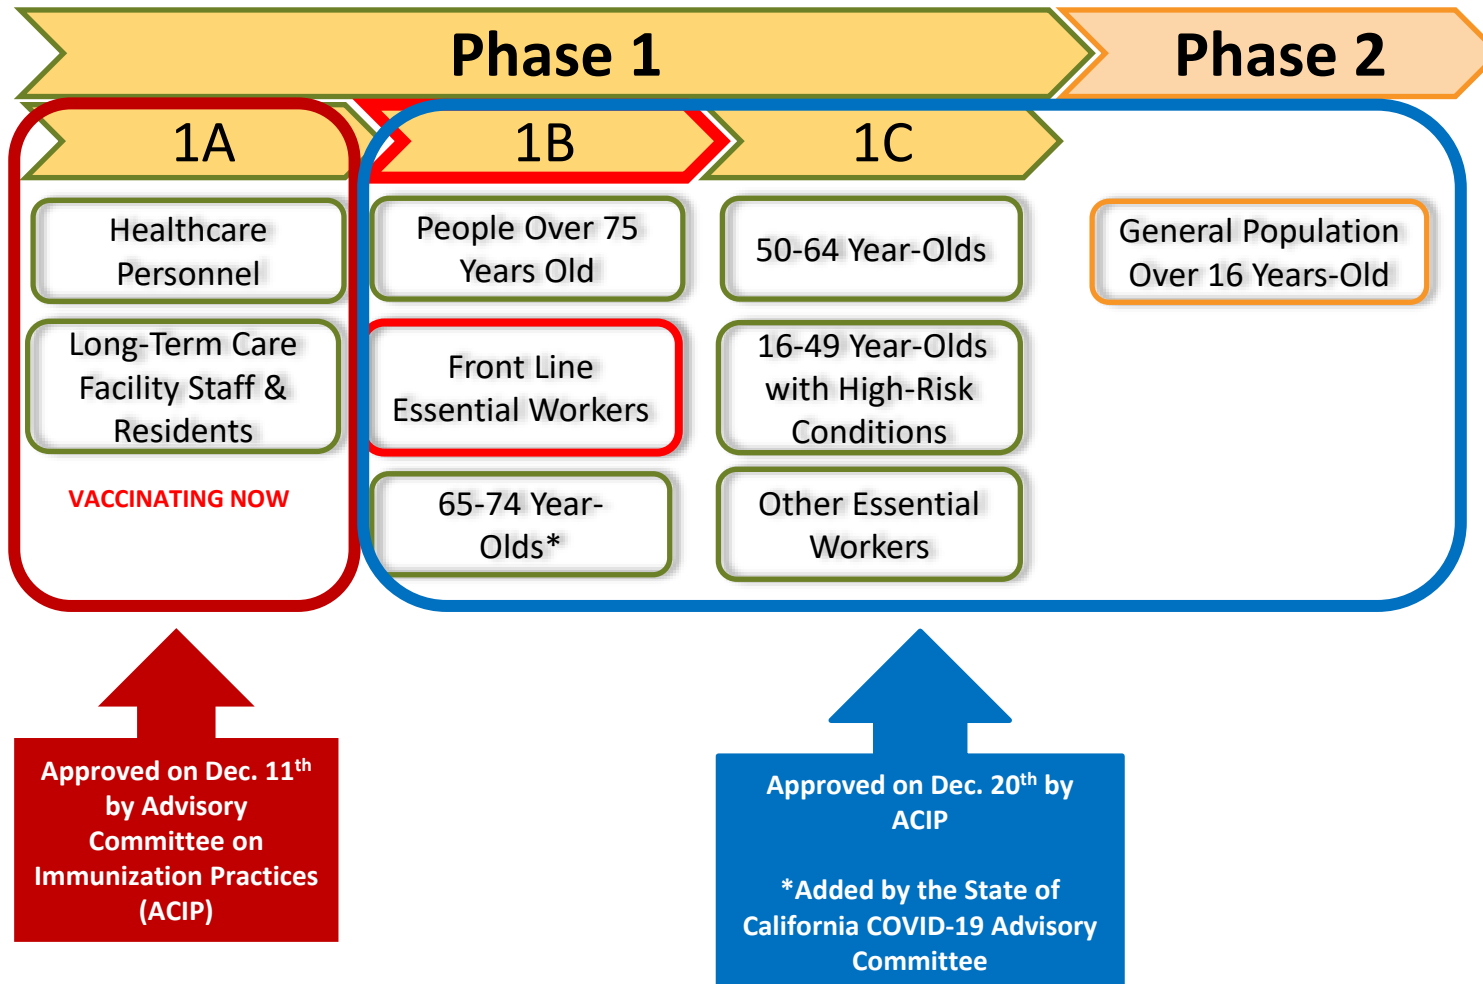 Phase 1
Phase 2
1A
1B
1C
Healthcare
Personnel
Long-Term Care
Facility Staff &
Residents
VACCINATING NOW
People Over 75
Years Old
Front Line
Essential Workers
65-74 Year-
Olds*
50-64 Year-Olds
16-49 Year-Olds
with High-Risk
Conditions
Other Essential
Workers
General Population
Over 16 Years-Old
Approved on Dec. 11th
by Advisory
Committee on
Immunization Practices
(ACIP)
Approved on Dec. 20th by
ACIP
*Added by the State of
California COVID-19 Advisory
Committee